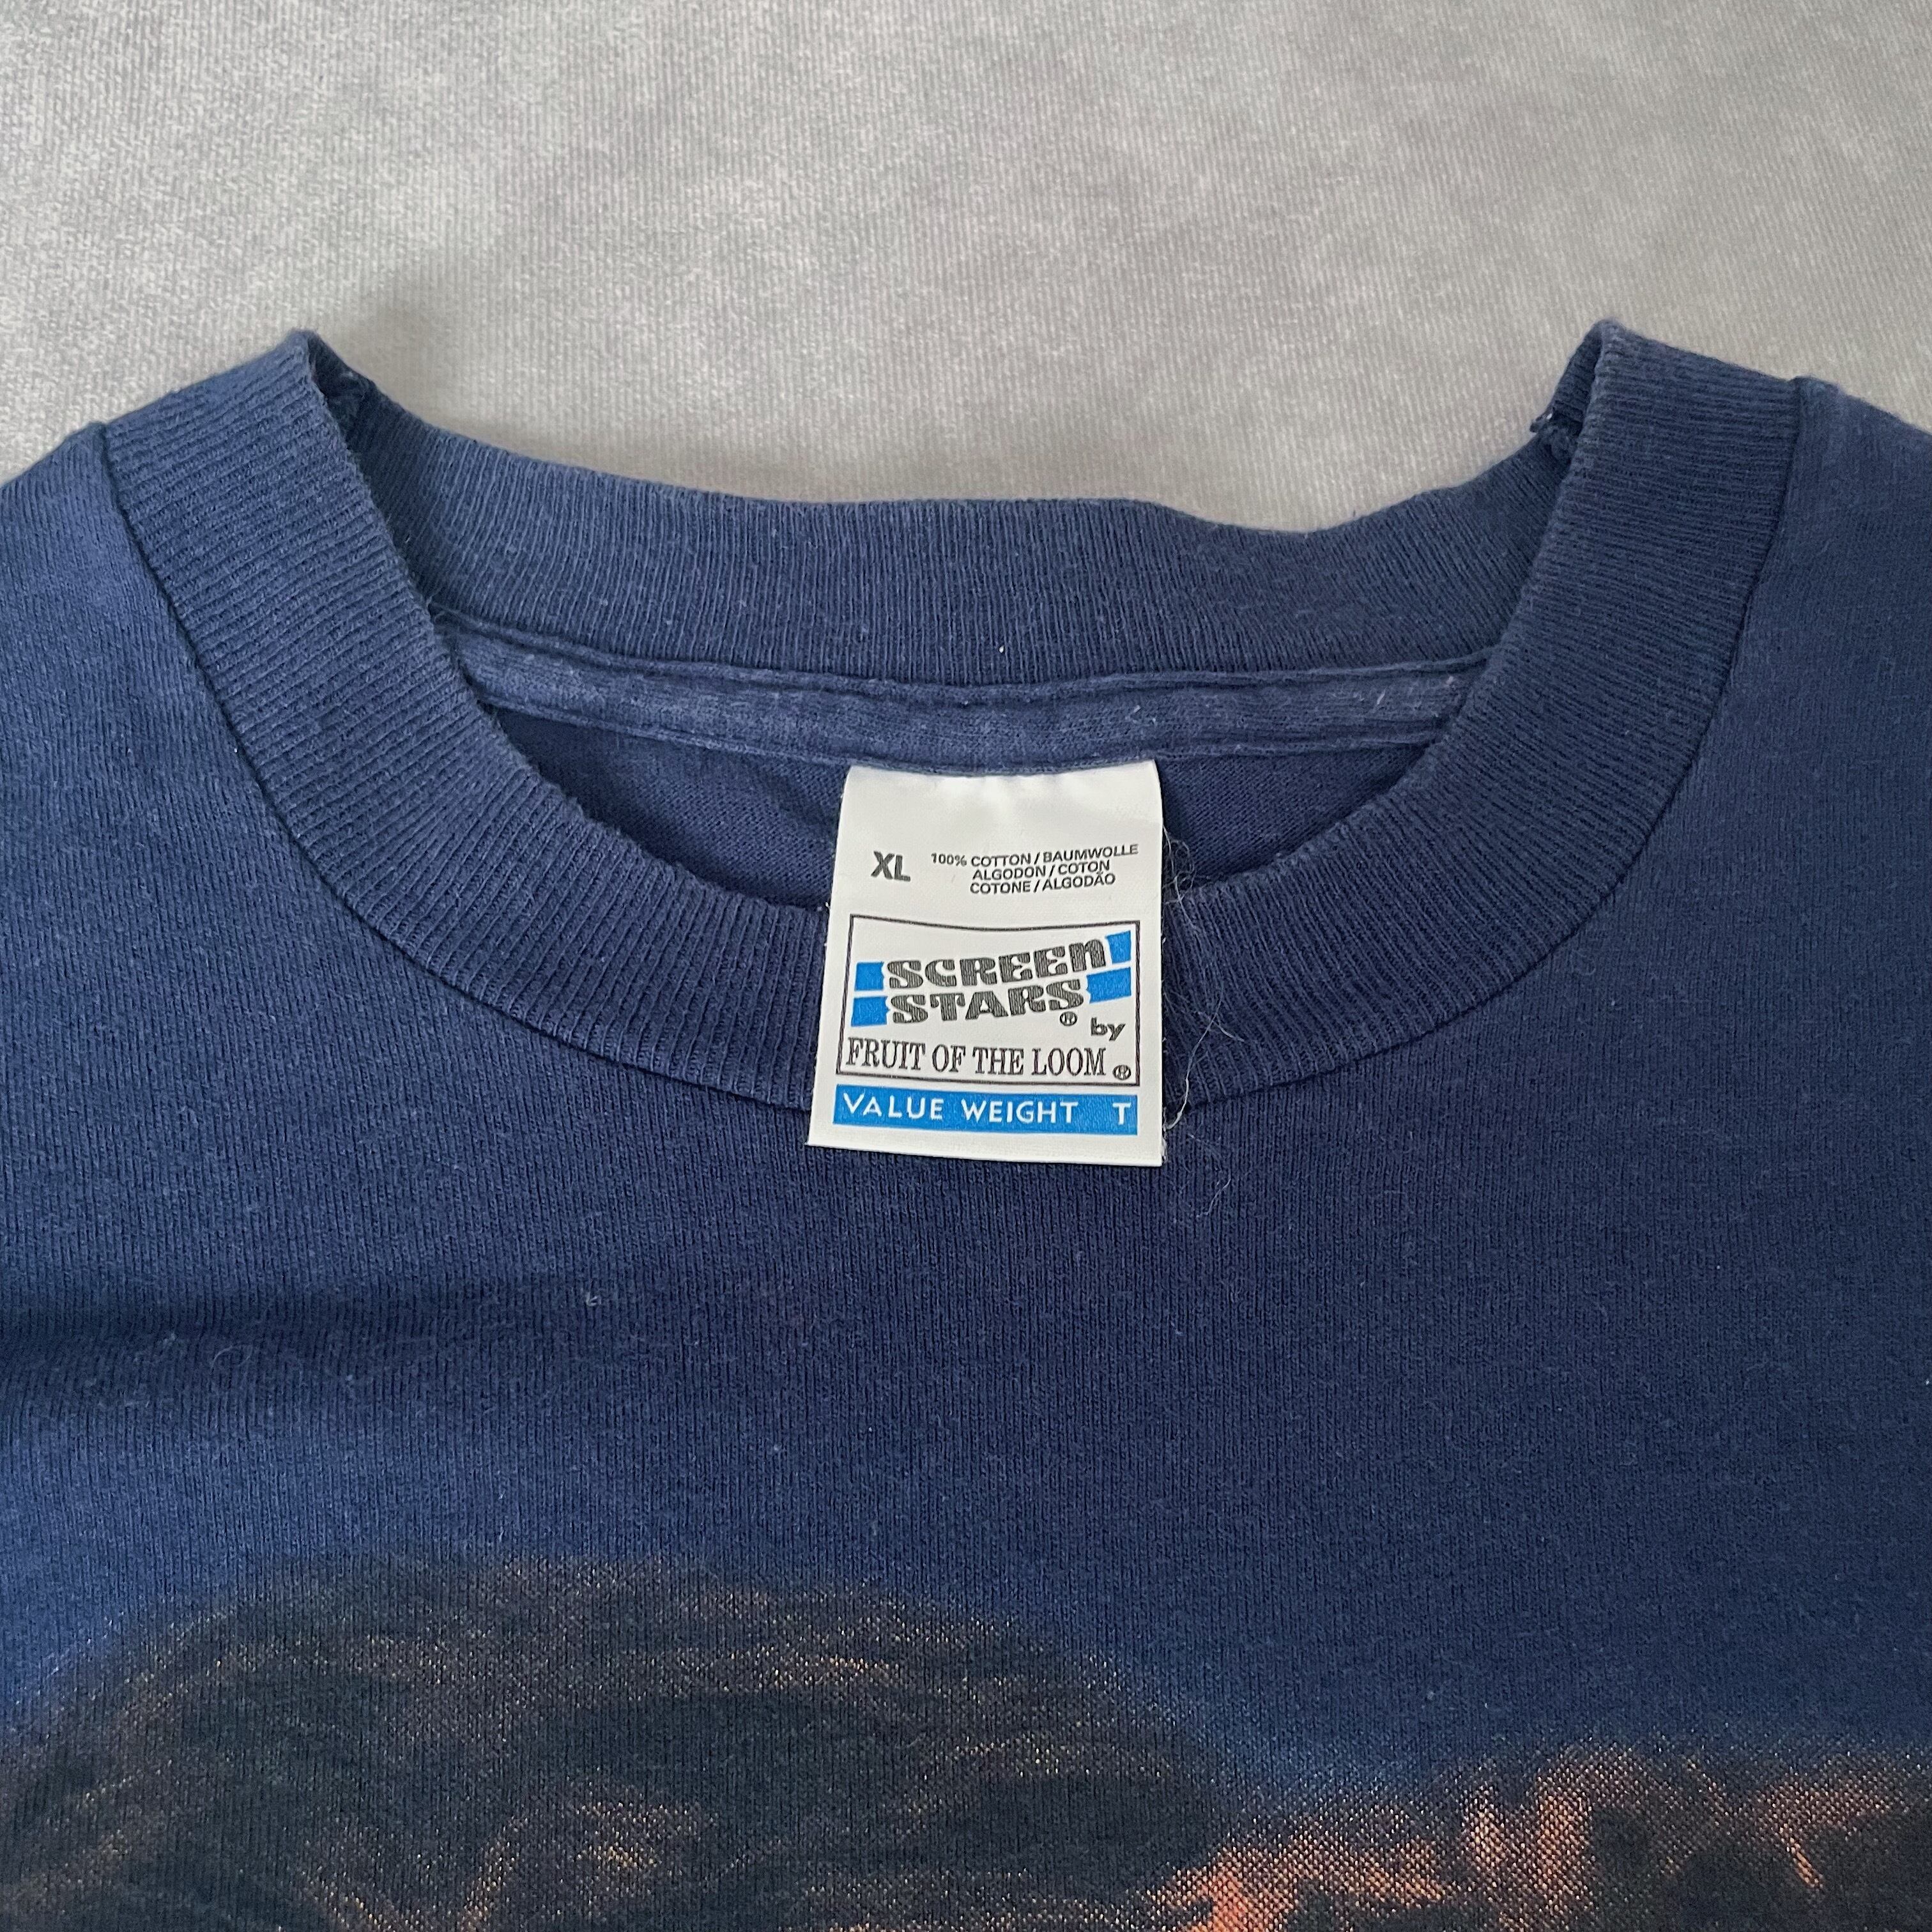 XL
100% COTTON / BAUMWOLLE
ALGODON / COTON
COTONE / ALGODÃO
SCREEN
STARS® by
FRUIT OF THE LOOM®
VALUE WEIGHT T